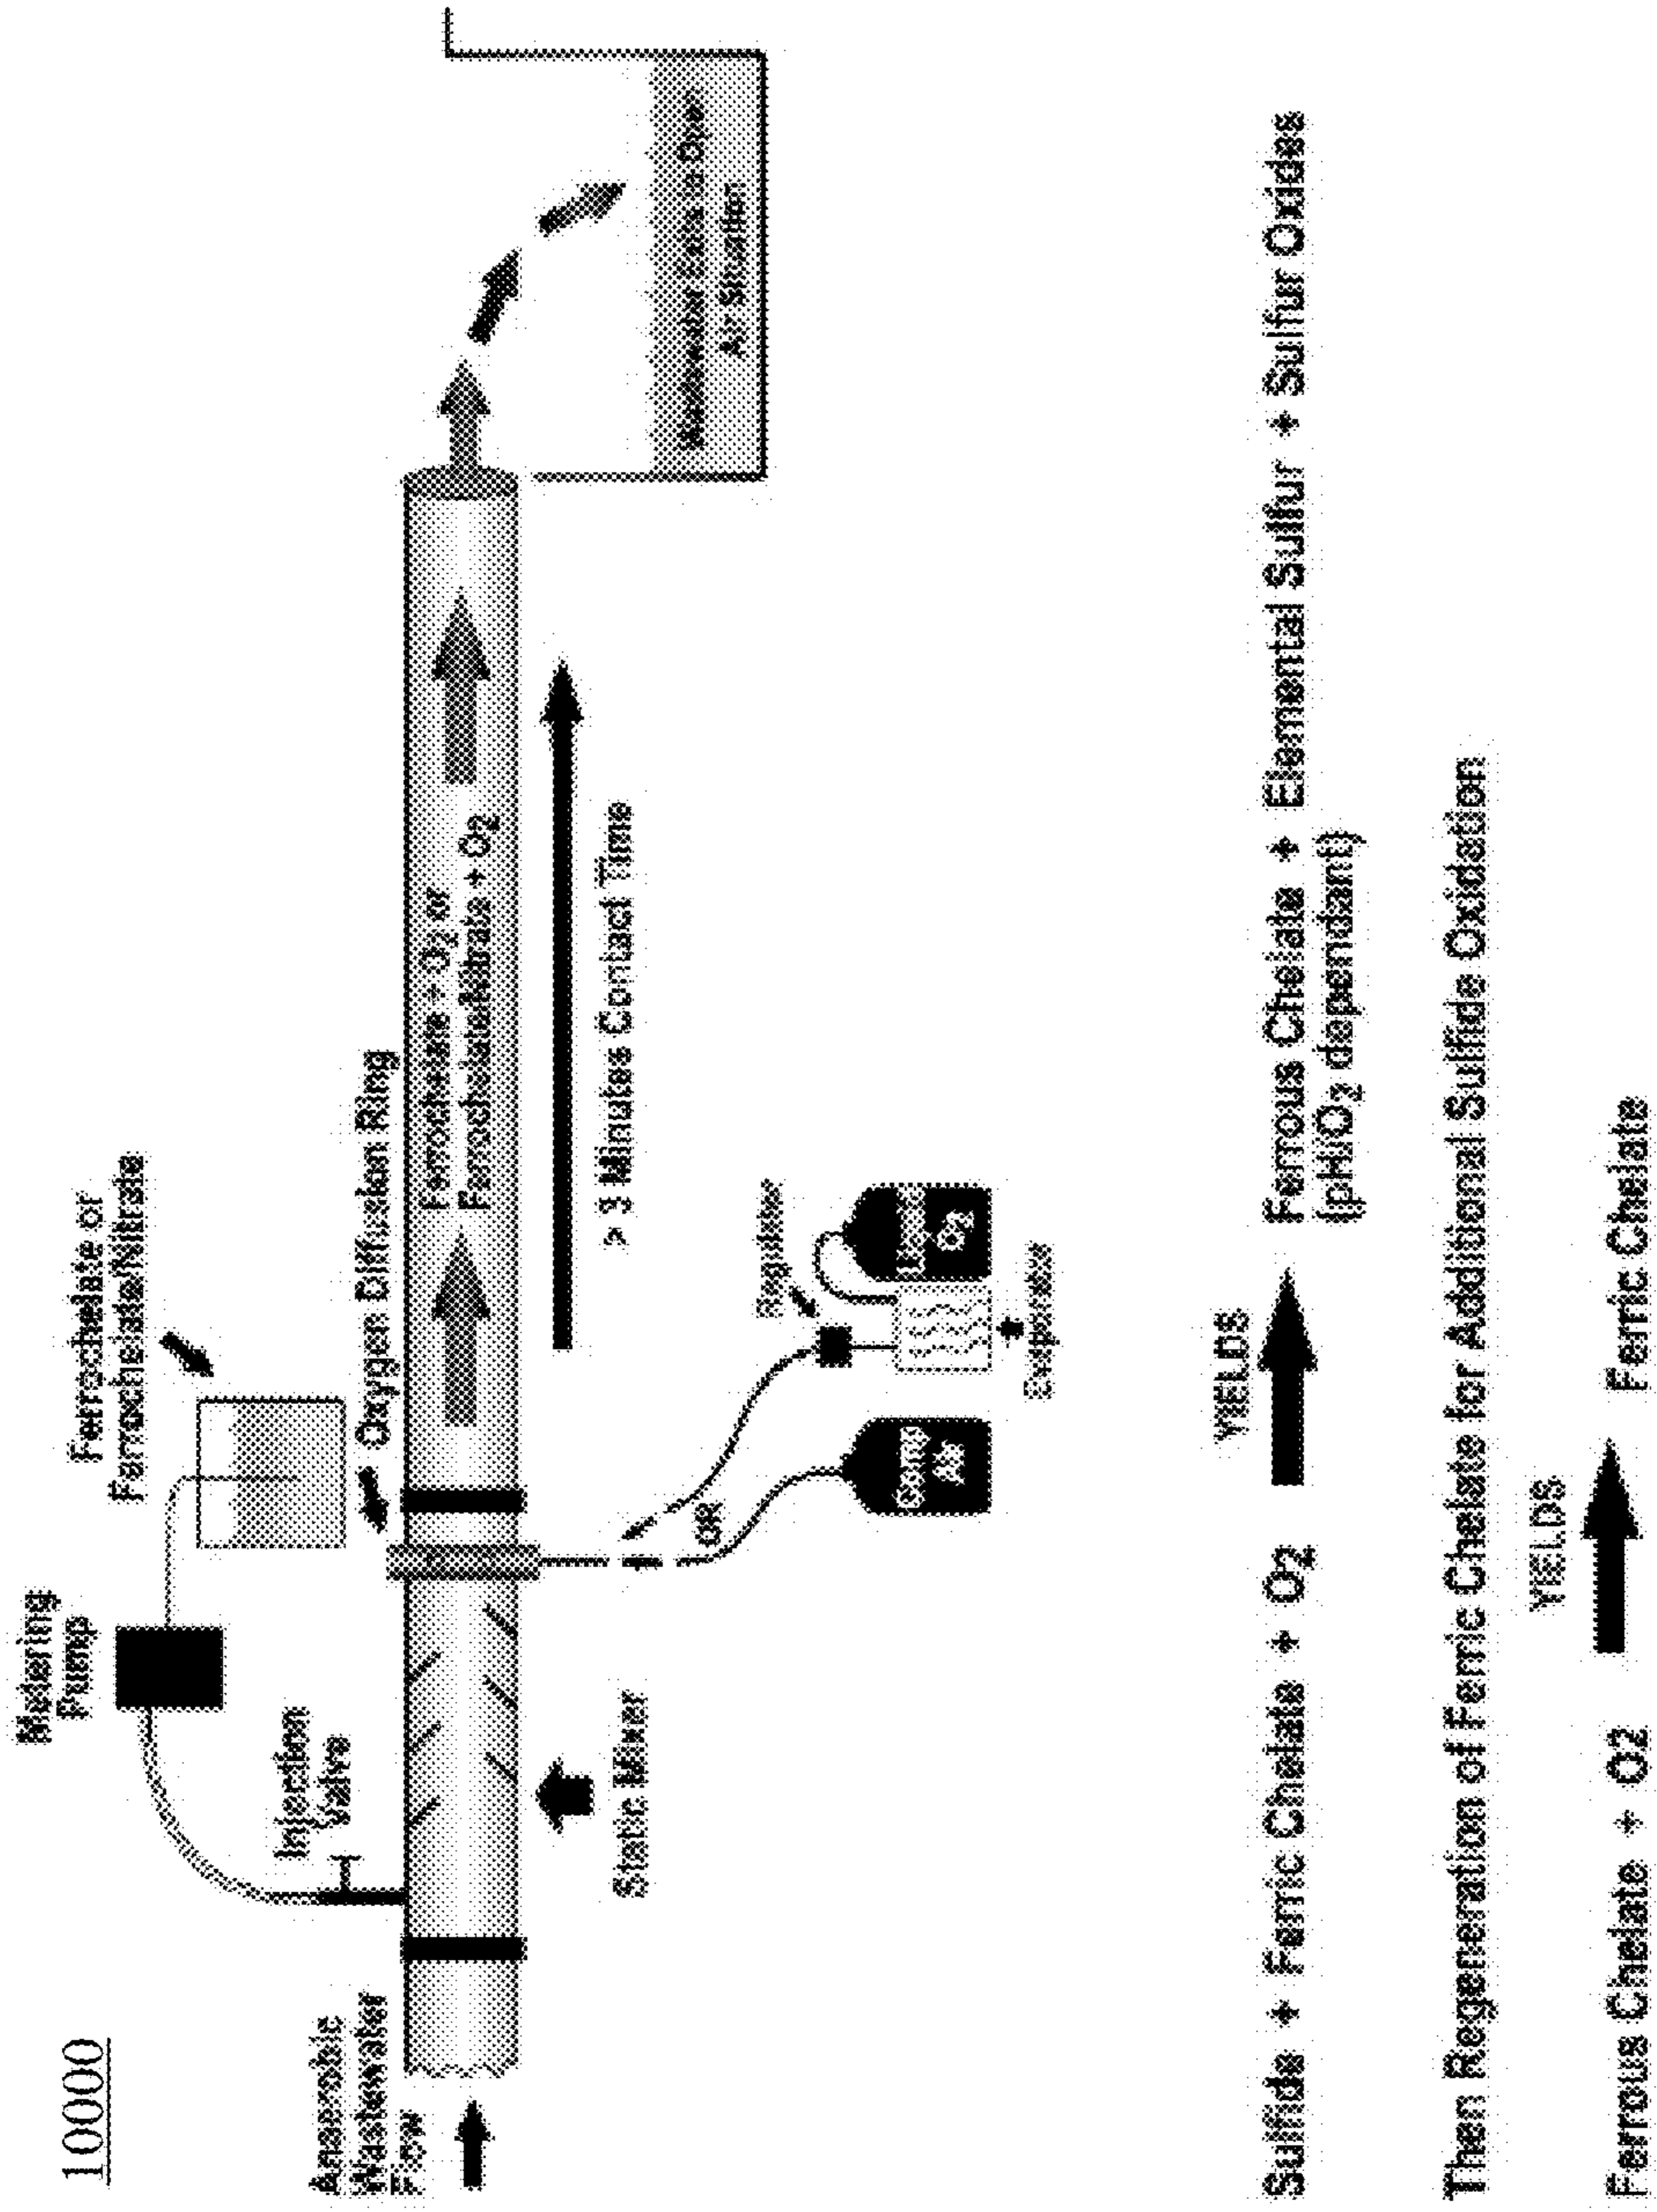 10000
Metering
Pump
Ferrochelate or
Ferrochelate/Nitrate
Injection
Valve
Oxygen Diffusion Ring
Anaerobic
Wastewater
Flow
Ferrochelate + O2 or
Ferrochelate/Nitrate + O2
Air Stream
Static Mixer
> 3 Minutes Contact Time
OR
Regulator
Air
O2
Evaporator
YIELDS
Sulfide + Ferric Chelate + O2
Ferrous Chelate + Elemental Sulfur + Sulfur Oxides
(pH/O2 dependant)
Then Regeneration of Ferric Chelate for Additional Sulfide Oxidation
YIELDS
Ferrous Chelate + O2
Ferric Chelate